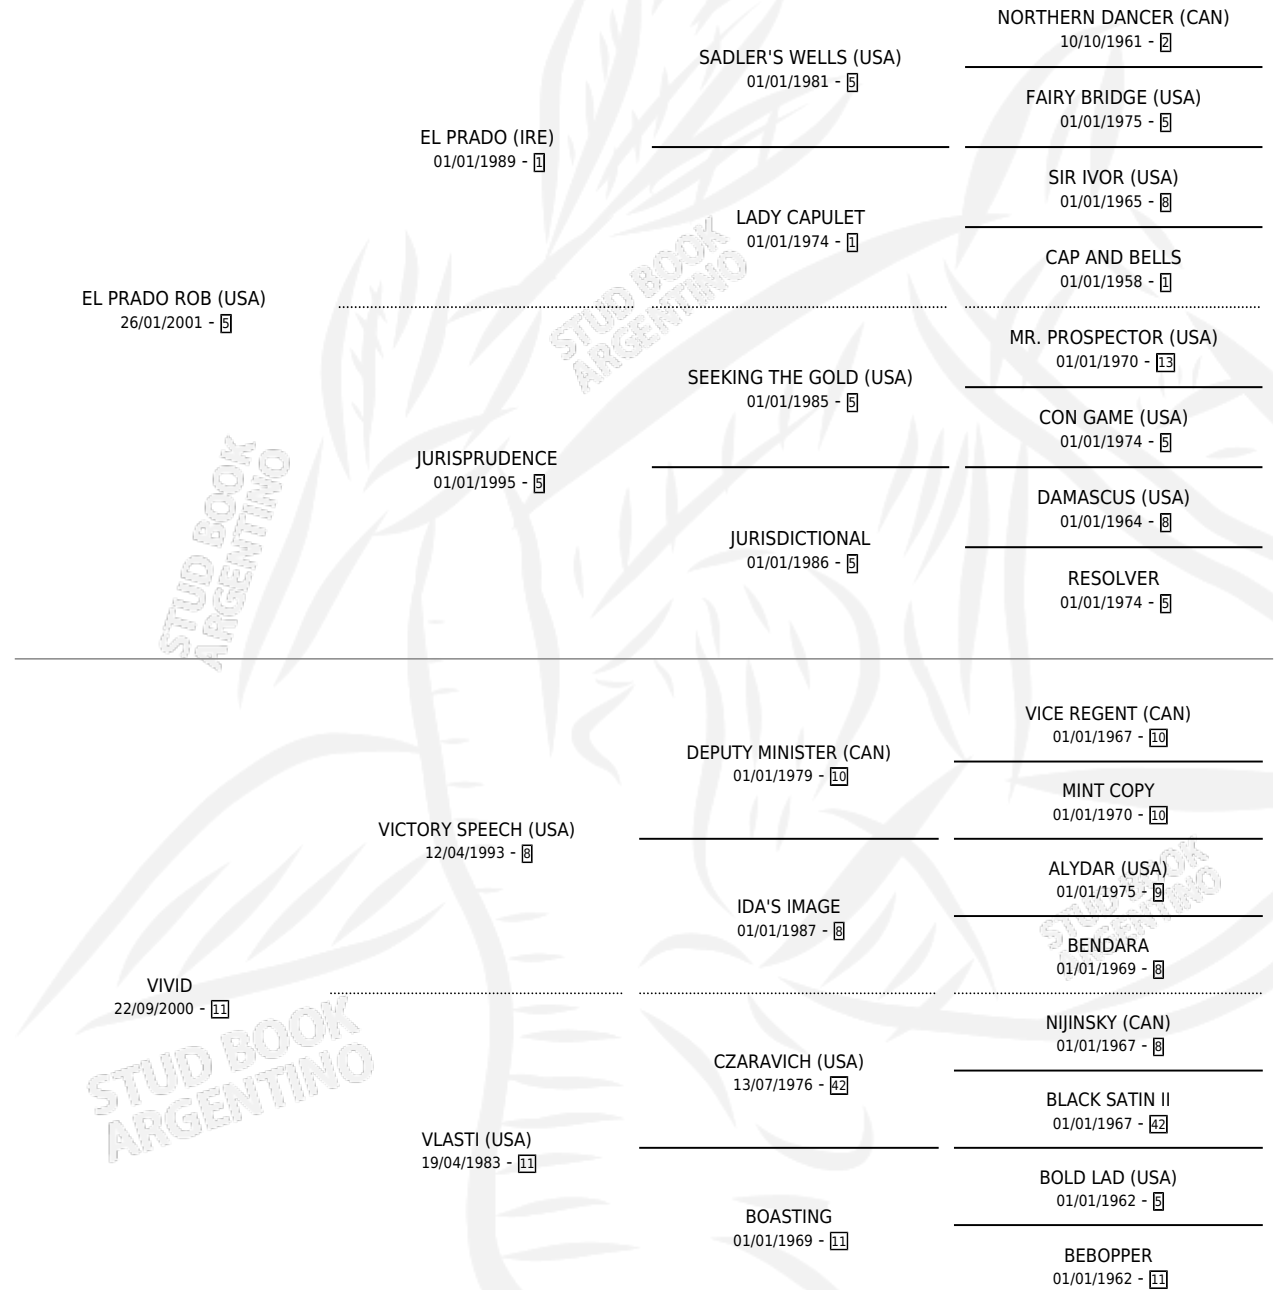 NORTHERN DANCER (CAN)
10/10/1961 - 2
SADLER'S WELLS (USA)
01/01/1981 - 5
FAIRY BRIDGE (USA)
01/01/1975 - 5
EL PRADO (IRE)
01/01/1989 - 1
SIR IVOR (USA)
01/01/1965 - 8
LADY CAPULET
01/01/1974 - 1
CAP AND BELLS
01/01/1958 - 1
EL PRADO ROB (USA)
26/01/2001 - 5
MR. PROSPECTOR (USA)
01/01/1970 - 13
SEEKING THE GOLD (USA)
01/01/1985 - 5
CON GAME (USA)
01/01/1974 - 5
JURISPRUDENCE
01/01/1995 - 5
DAMASCUS (USA)
01/01/1964 - 8
JURISDICTIONAL
01/01/1986 - 5
RESOLVER
01/01/1974 - 5
VICE REGENT (CAN)
01/01/1967 - 10
DEPUTY MINISTER (CAN)
01/01/1979 - 10
MINT COPY
01/01/1970 - 10
VICTORY SPEECH (USA)
12/04/1993 - 8
ALYDAR (USA)
01/01/1975 - 9
IDA'S IMAGE
01/01/1987 - 8
BENDARA
01/01/1969 - 8
VIVID
22/09/2000 - 11
NIJINSKY (CAN)
01/01/1967 - 8
CZARAVICH (USA)
13/07/1976 - 42
BLACK SATIN II
01/01/1967 - 42
VLASTI (USA)
19/04/1983 - 11
BOLD LAD (USA)
01/01/1962 - 5
BOASTING
01/01/1969 - 11
BEBOPPER
01/01/1962 - 11
STUD BOOK
ARGENTINO
STUD BOOK
ARGENTINO
STUD BOOK
ARGENTINO
STUD BOOK
ARGENTINO